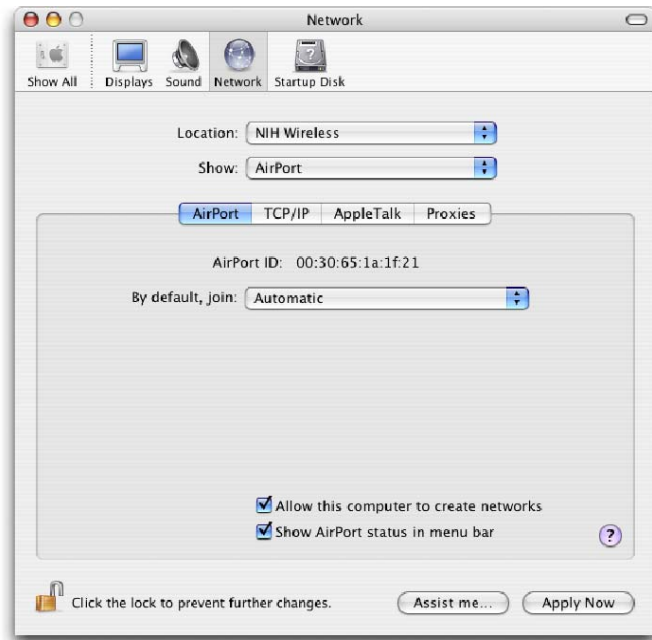 Network
Show All Displays Sound Network Startup Disk
Location: NIH Wireless
Show: AirPort
AirPort TCP/IP AppleTalk Proxies
AirPort ID: 00:30:65:1a:1f:21
By default, join: Automatic
Allow this computer to create networks
Show AirPort status in menu bar
?
Click the lock to prevent further changes. Assist me... Apply Now